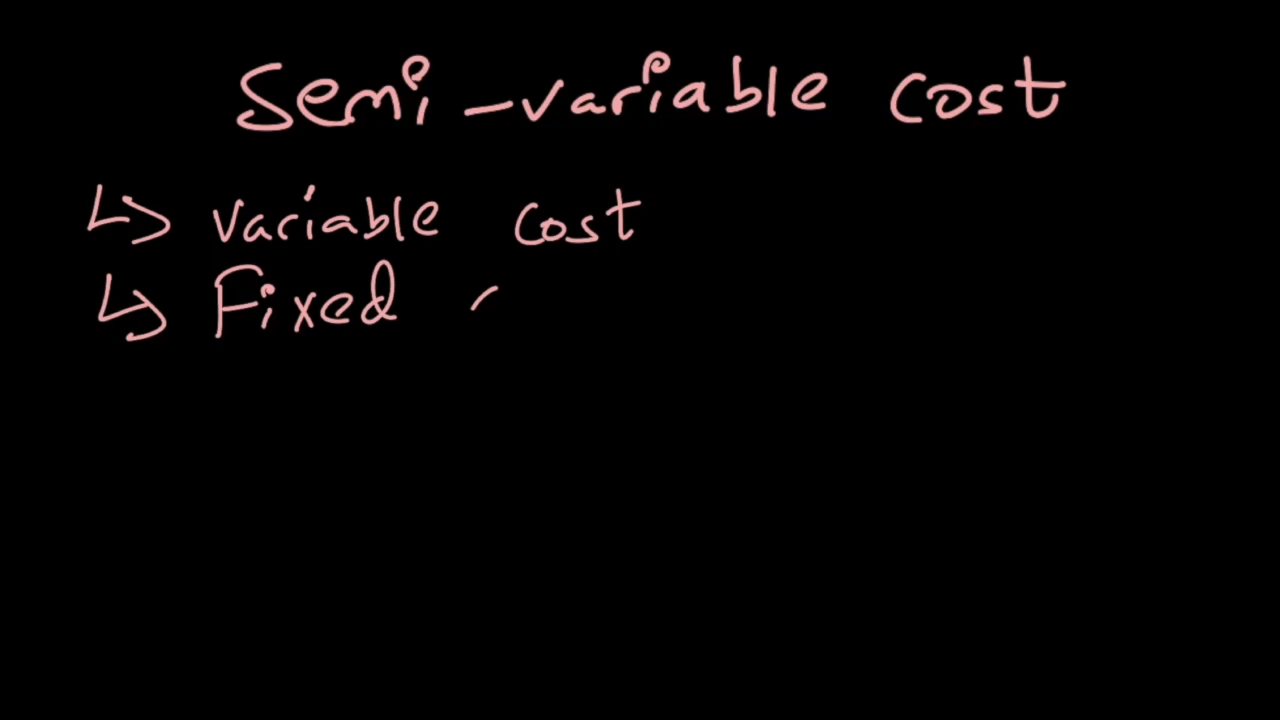 Semi-variable cost
↳ variable cost
↳ Fixed